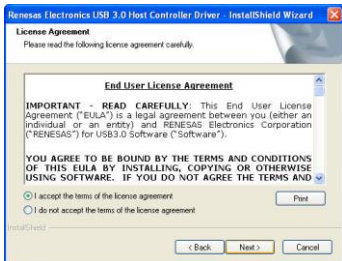 Renesas Electronics USB 3.0 Host Controller Driver - InstallShield Wizard
License Agreement
Please read the following license agreement carefully.
End User License Agreement
IMPORTANT - READ CAREFULLY: This End User License
Agreement ("EULA") is a legal agreement between you (either an
individual or an entity) and RENESAS Electronics Corporation
("RENESAS") for USB3.0 Software ("Software").
YOU AGREE TO BE BOUND BY THE TERMS AND CONDITIONS
OF THIS EULA BY INSTALLING, COPYING OR OTHERWISE
USING SOFTWARE. IF YOU DO NOT AGREE THE TERMS AND
I accept the terms of the license agreement
Print
I do not accept the terms of the license agreement
InstallShield
< Back
Next >
Cancel